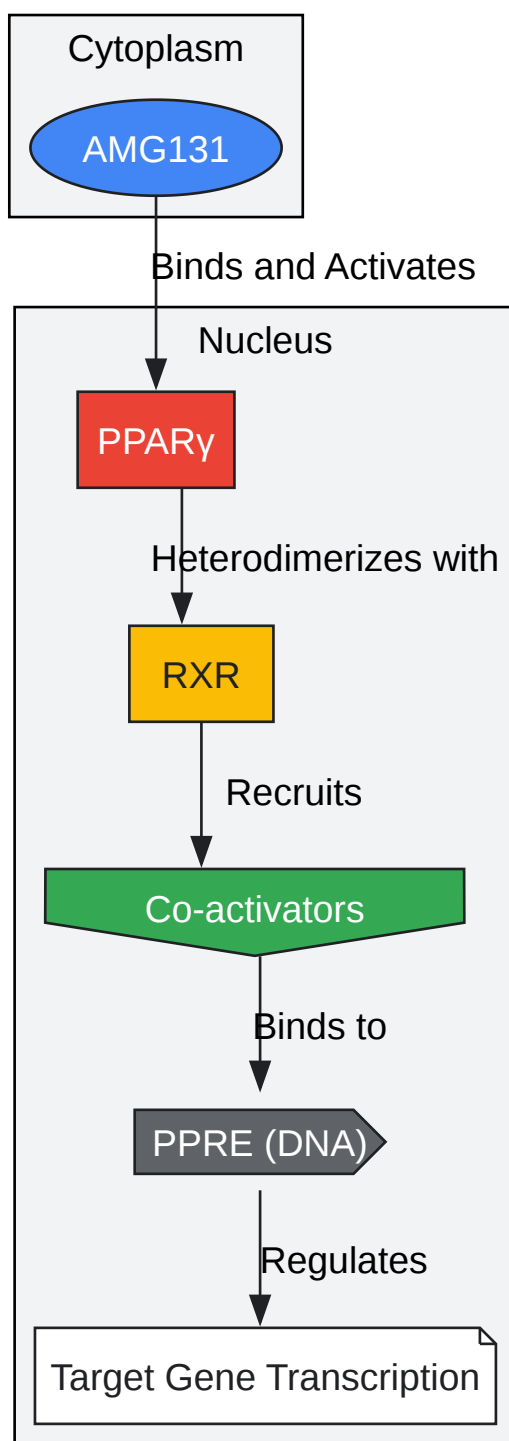 Cytoplasm
AMG131
Binds and Activates
Nucleus
PPARγ
Heterodimerizes with
RXR
Recruits
Co-activators
Binds to
PPRE (DNA)
Regulates
Target Gene Transcription